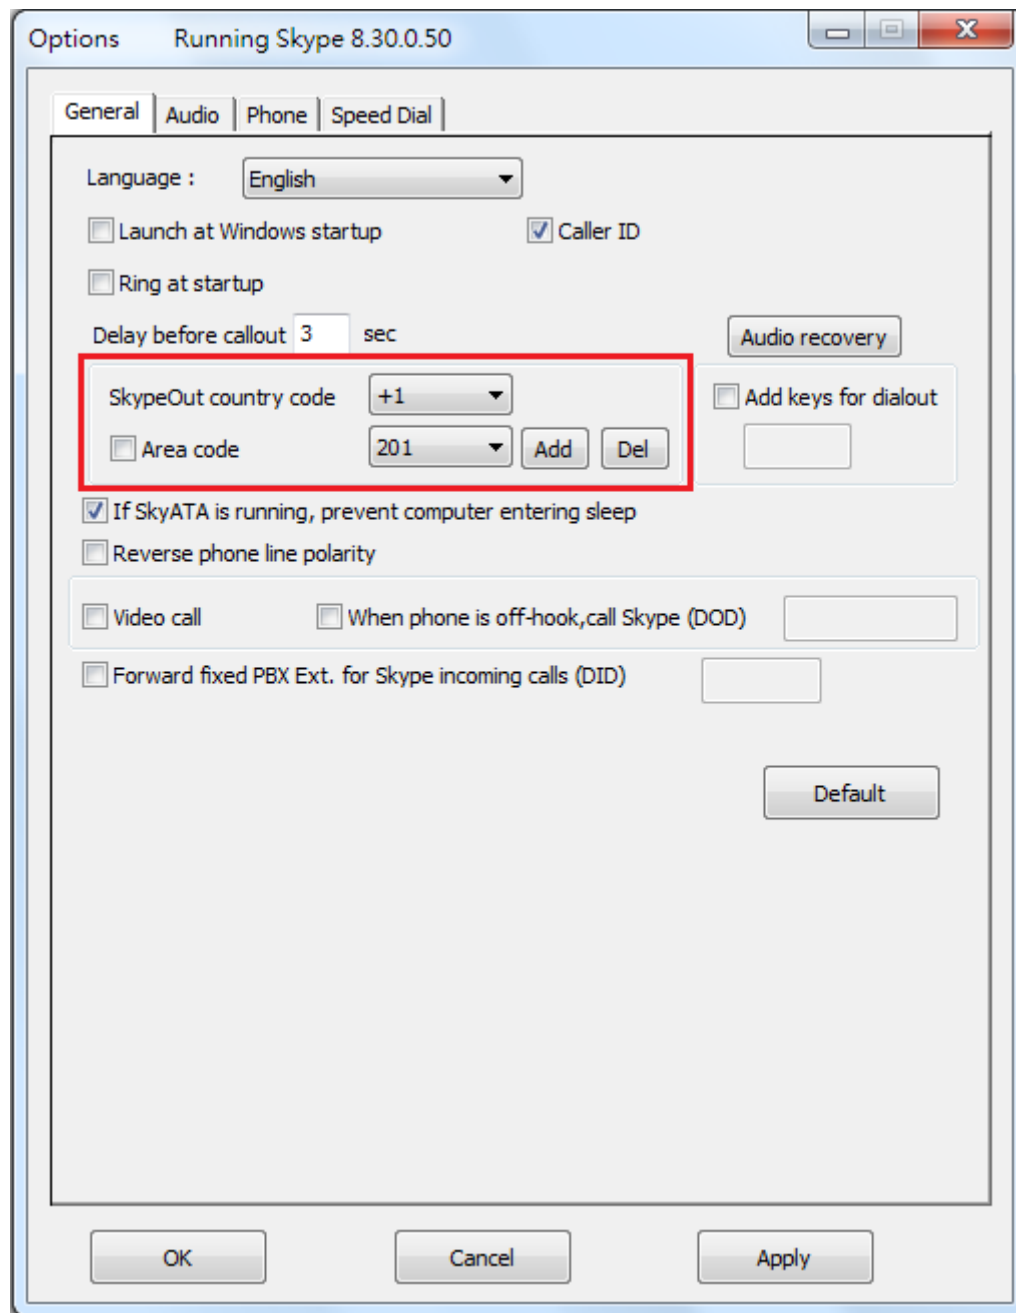 Options Running Skype 8.30.0.50
General Audio Phone Speed Dial
Language : English
Launch at Windows startup Caller ID
Ring at startup
Delay before callout 3 sec Audio recovery
SkypeOut country code +1 Add keys for dialout
Area code 201 Add Del
If SkyATA is running, prevent computer entering sleep
Reverse phone line polarity
Video call When phone is off-hook,call Skype (DOD)
Forward fixed PBX Ext. for Skype incoming calls (DID)
Default
OK Cancel Apply